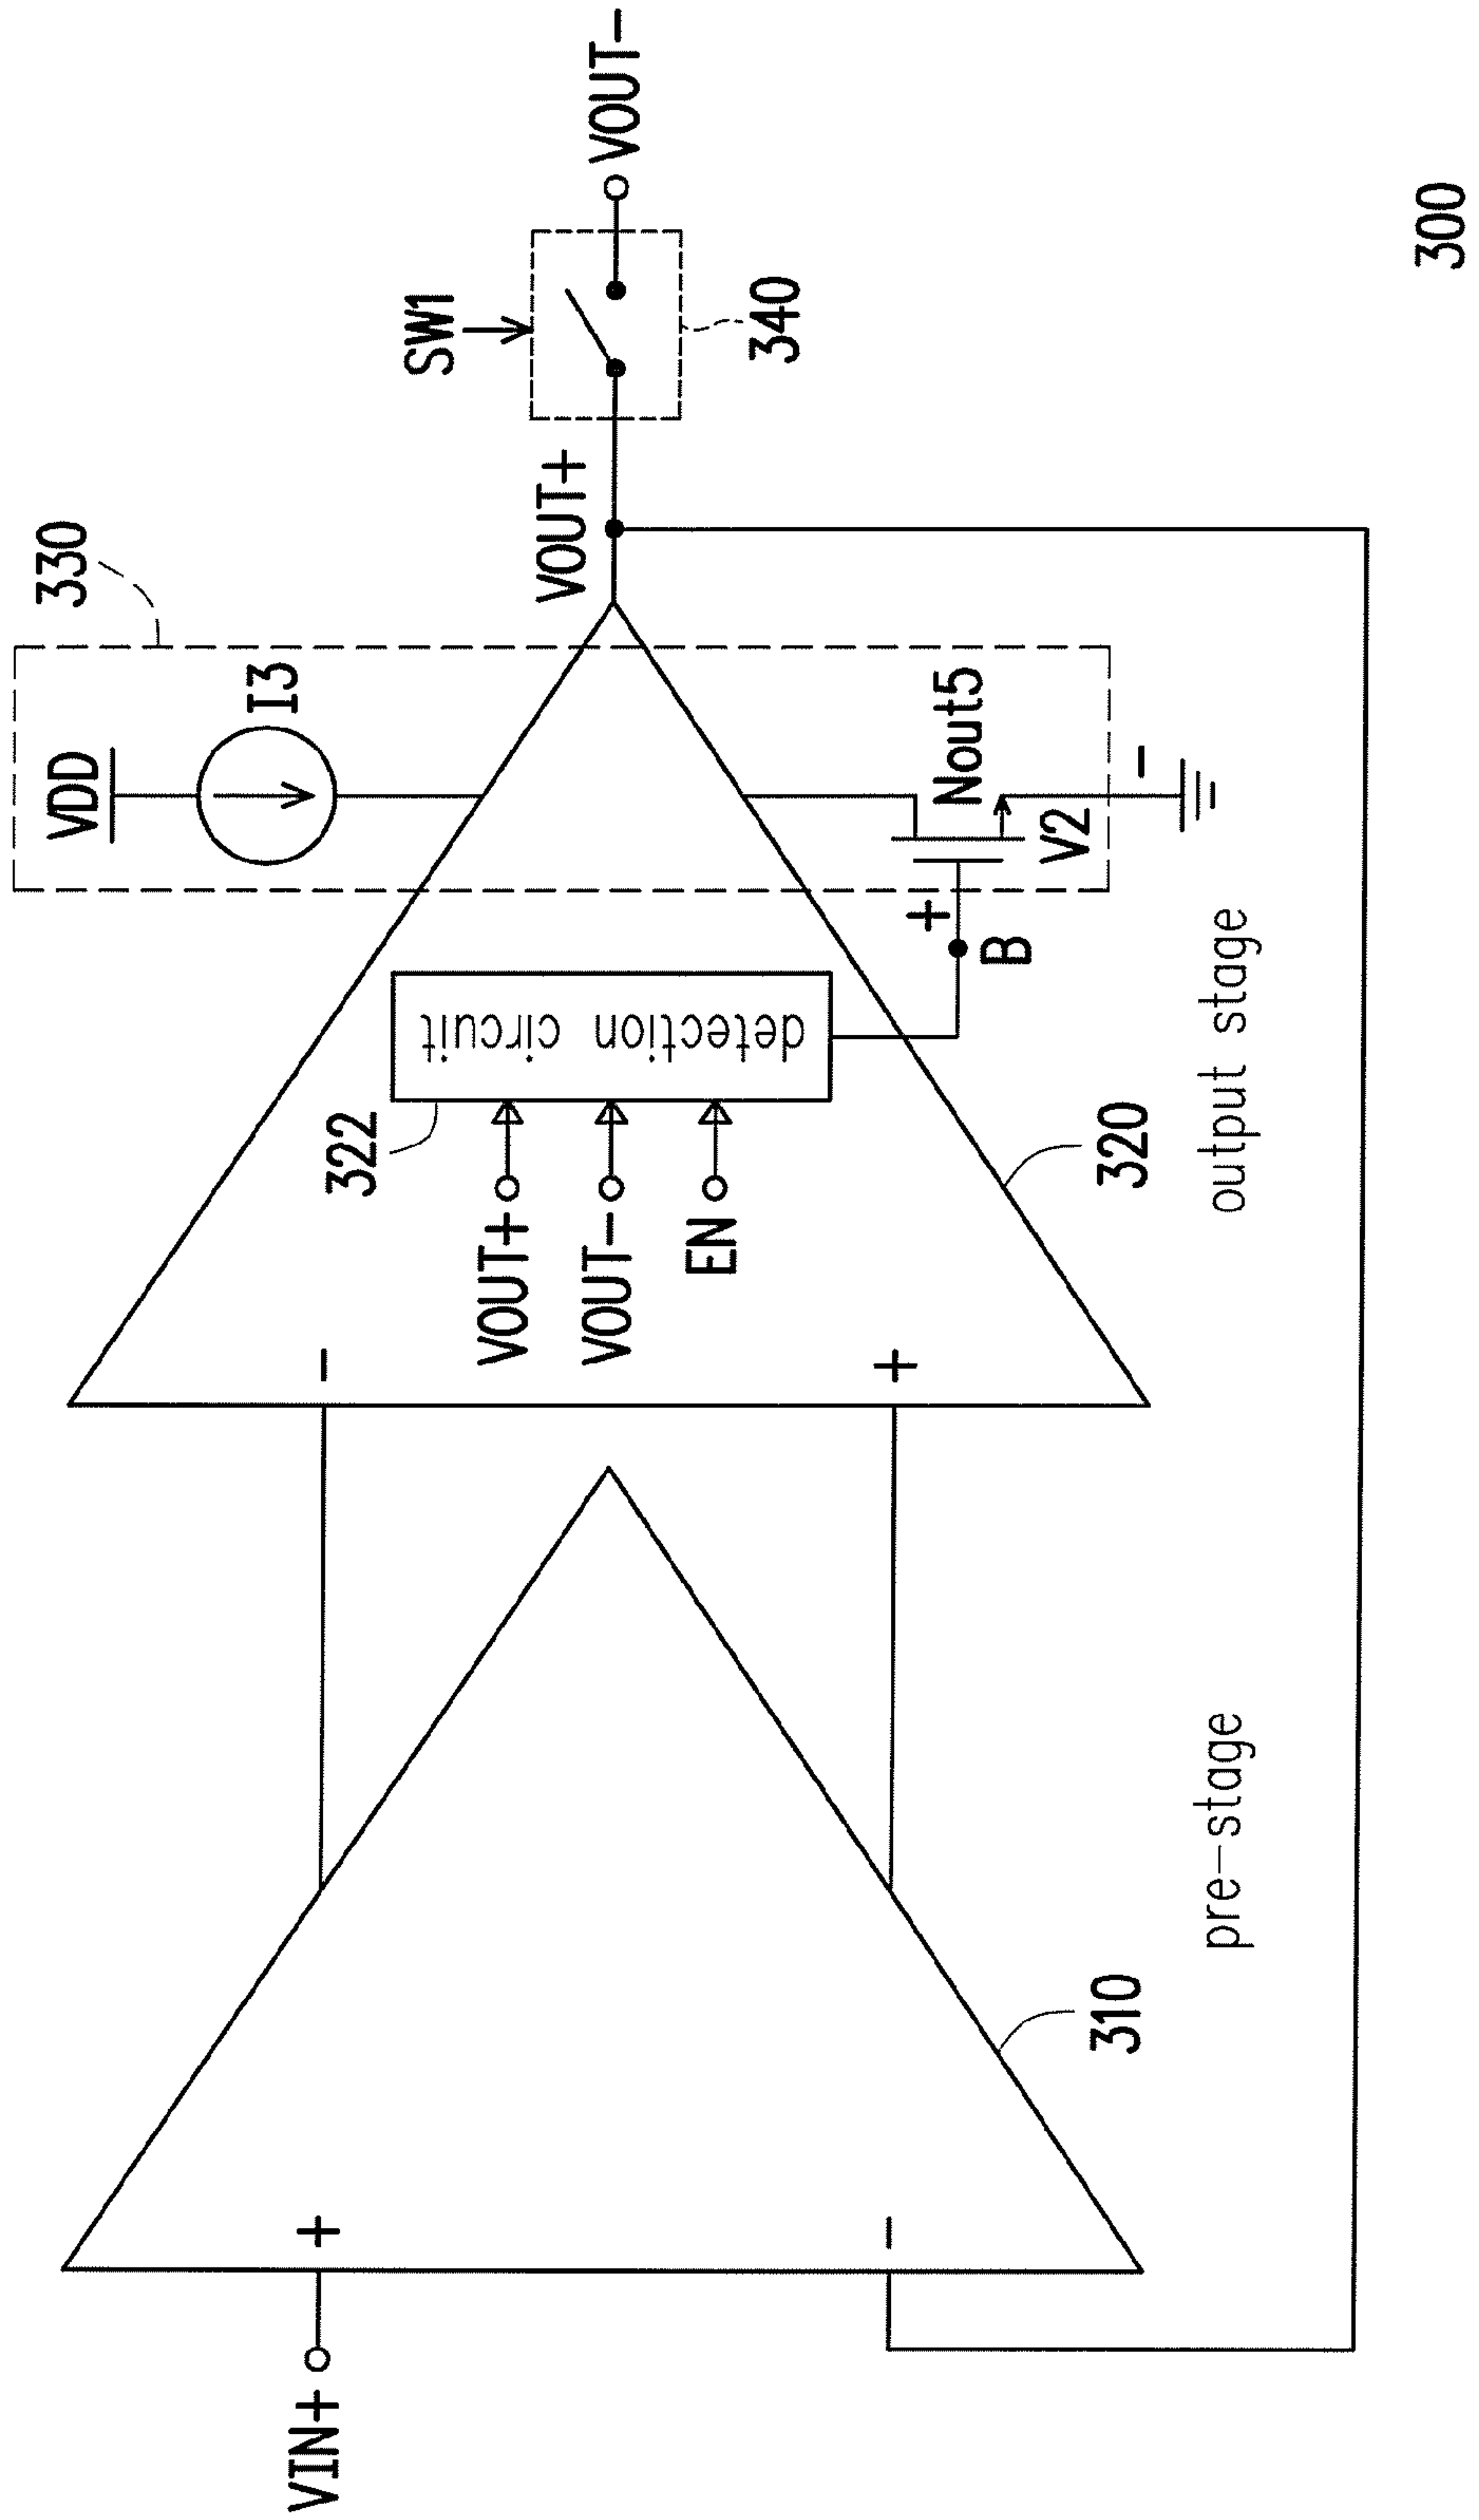 330
VDD
I3
SW1
VOUT-
VOUT+
340
322
detection circuit
VOUT+
VOUT-
EN
-
+
Nout5
+
B
V2
-
320
output stage
VIN+
+
-
310
pre-stage
300